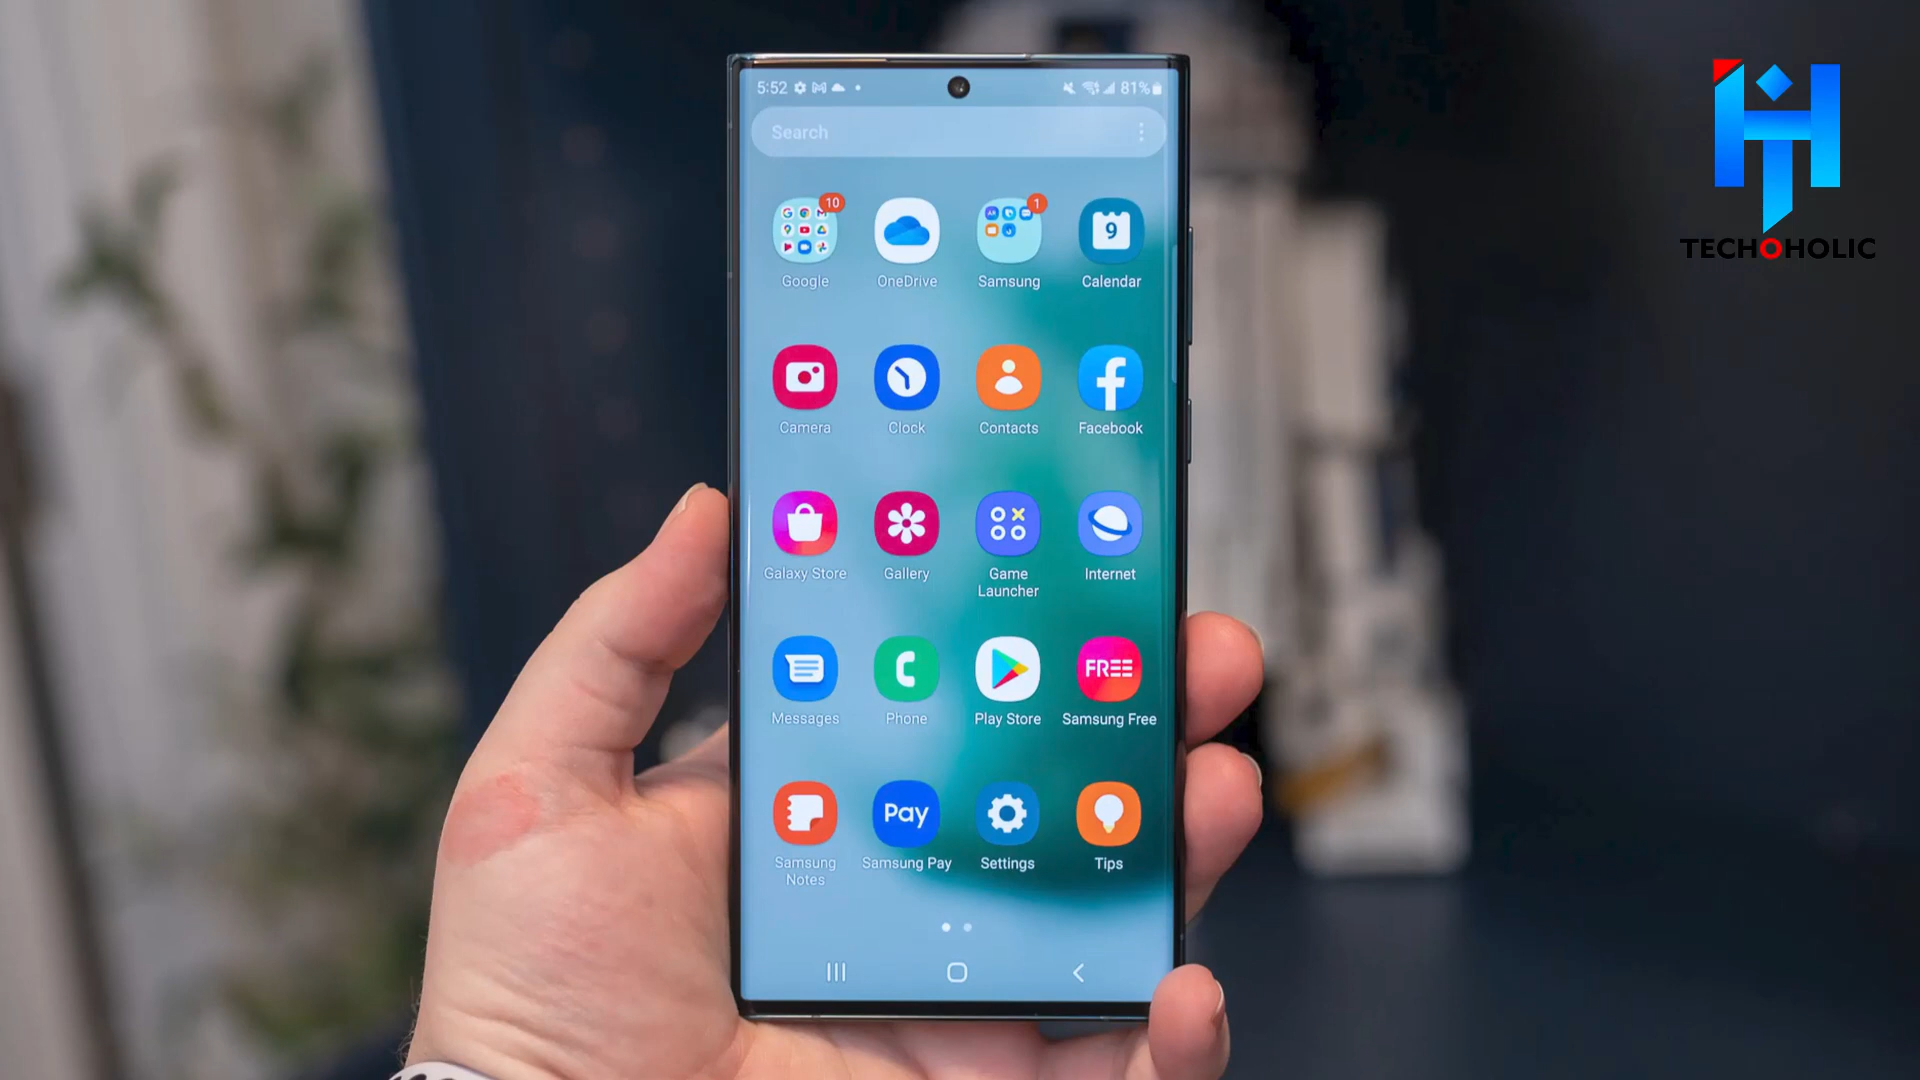 5:52
81%
Search
10
1
9
Google
OneDrive
Samsung
Calendar
Camera
Clock
Contacts
Facebook
Galaxy Store
Gallery
Game
Launcher
Internet
FREE
Messages
Phone
Play Store
Samsung Free
Pay
Samsung
Notes
Samsung Pay
Settings
Tips
TECHOHOLIC